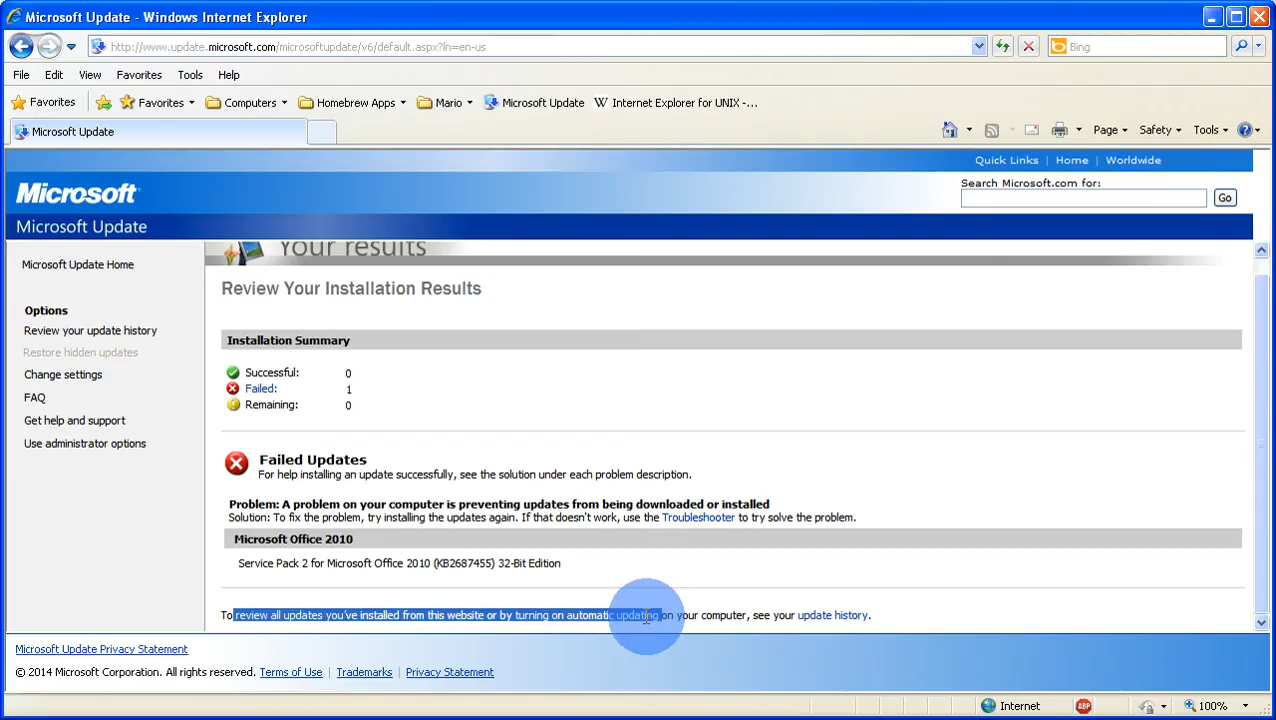 Microsoft Update - Windows Internet Explorer
http://www.update.microsoft.com/microsoftupdate/v6/default.aspx?ln=en-us
Bing
File Edit View Favorites Tools Help
Favorites Favorites Computers Homebrew Apps Mario Microsoft Update W Internet Explorer for UNIX -...
Microsoft Update
Page Safety Tools
Quick Links | Home | Worldwide
Microsoft
Search Microsoft.com for:
Go
Microsoft Update
Your results
Microsoft Update Home
Review Your Installation Results
Options
Review your update history
Restore hidden updates
Change settings
FAQ
Get help and support
Use administrator options
Installation Summary
Successful: 0
Failed: 1
Remaining: 0
Failed Updates
For help installing an update successfully, see the solution under each problem description.
Problem: A problem on your computer is preventing updates from being downloaded or installed
Solution: To fix the problem, try installing the updates again. If that doesn't work, use the Troubleshooter to try solve the problem.
Microsoft Office 2010
Service Pack 2 for Microsoft Office 2010 (KB2687455) 32-Bit Edition
To review all updates you've installed from this website or by turning on automatic updating on your computer, see your update history.
Microsoft Update Privacy Statement
© 2014 Microsoft Corporation. All rights reserved. Terms of Use | Trademarks | Privacy Statement
Internet ABP 100%